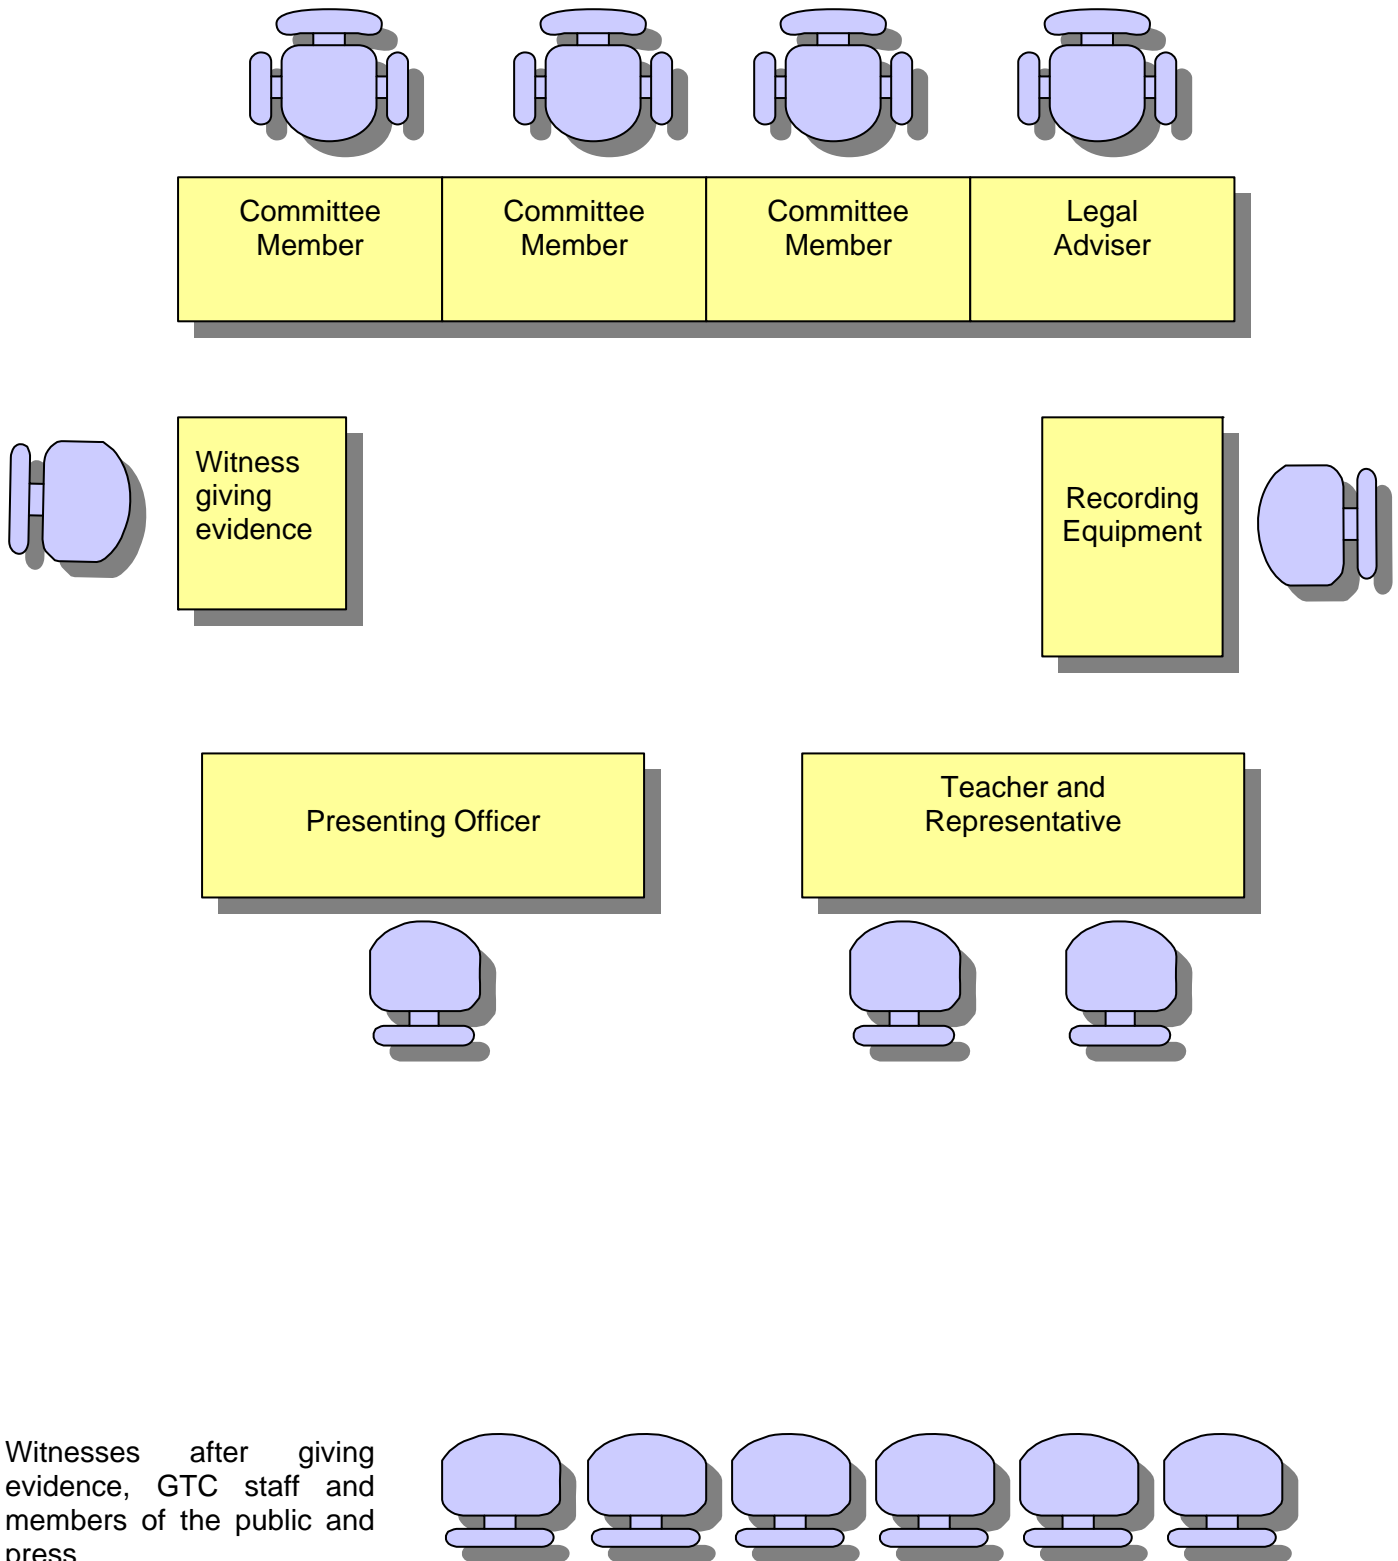 Committee
Member
Committee
Member
Committee
Member
Legal
Adviser
Witness
giving
evidence
Recording
Equipment
Presenting Officer
Teacher and
Representative
Witnesses after giving
evidence, GTC staff and
members of the public and
press